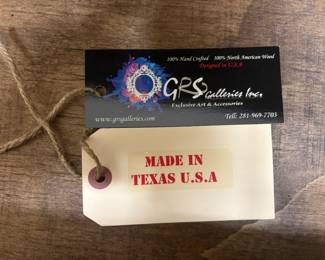 100% Hand Crafted 100% North American Wood
Designed in U.S.A
GRS Galleries Inc.
Exclusive Art & Accessories
www.grsgalleries.com
Tell: 281-969-7703
MADE IN
TEXAS U.S.A